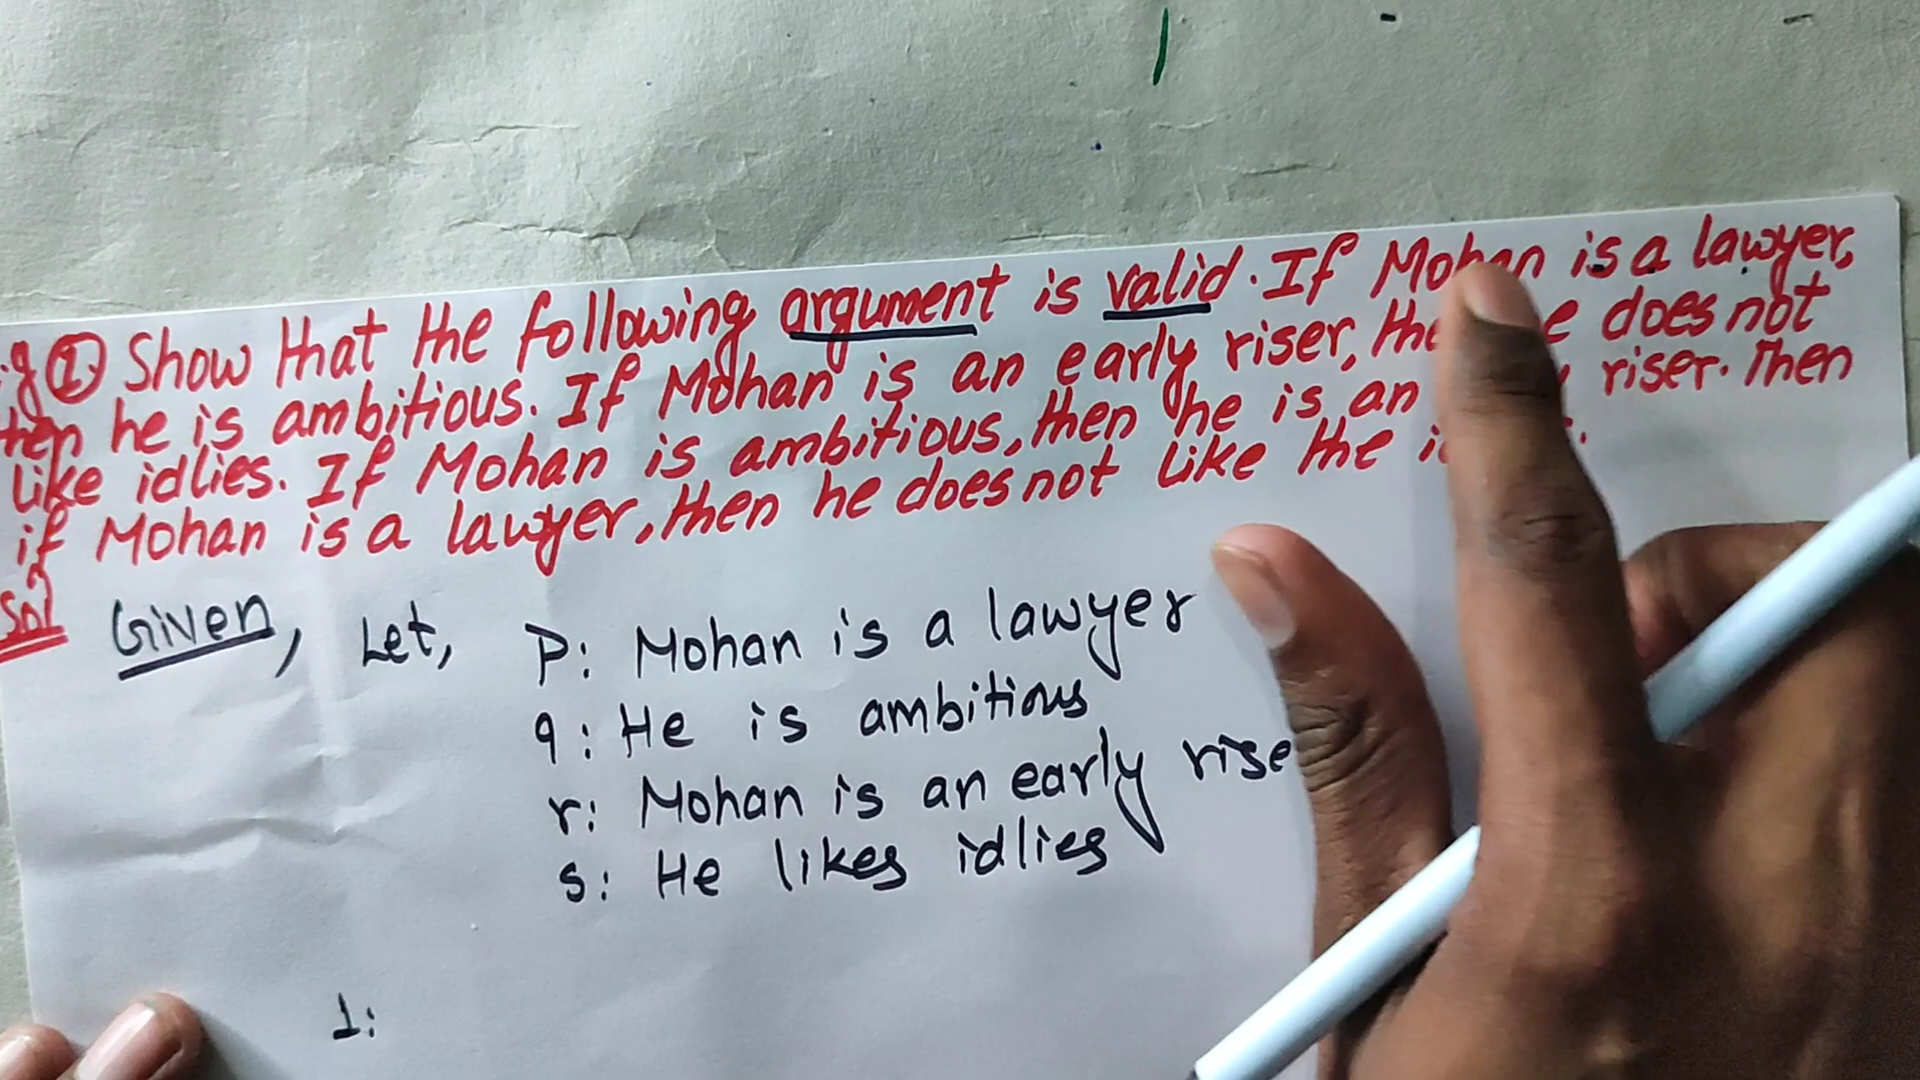 ① Show that the following argument is valid. If Mohan is a lawyer,
then he is ambitious. If Mohan is an early riser, he does not
like idlies. If Mohan is ambitious, then he is an riser. Then
if Mohan is a lawyer, then he does not like the
Sol Given, Let, P: Mohan is a lawyer
q: He is ambitious
r: Mohan is an early rise
s: He likes idlies
1: